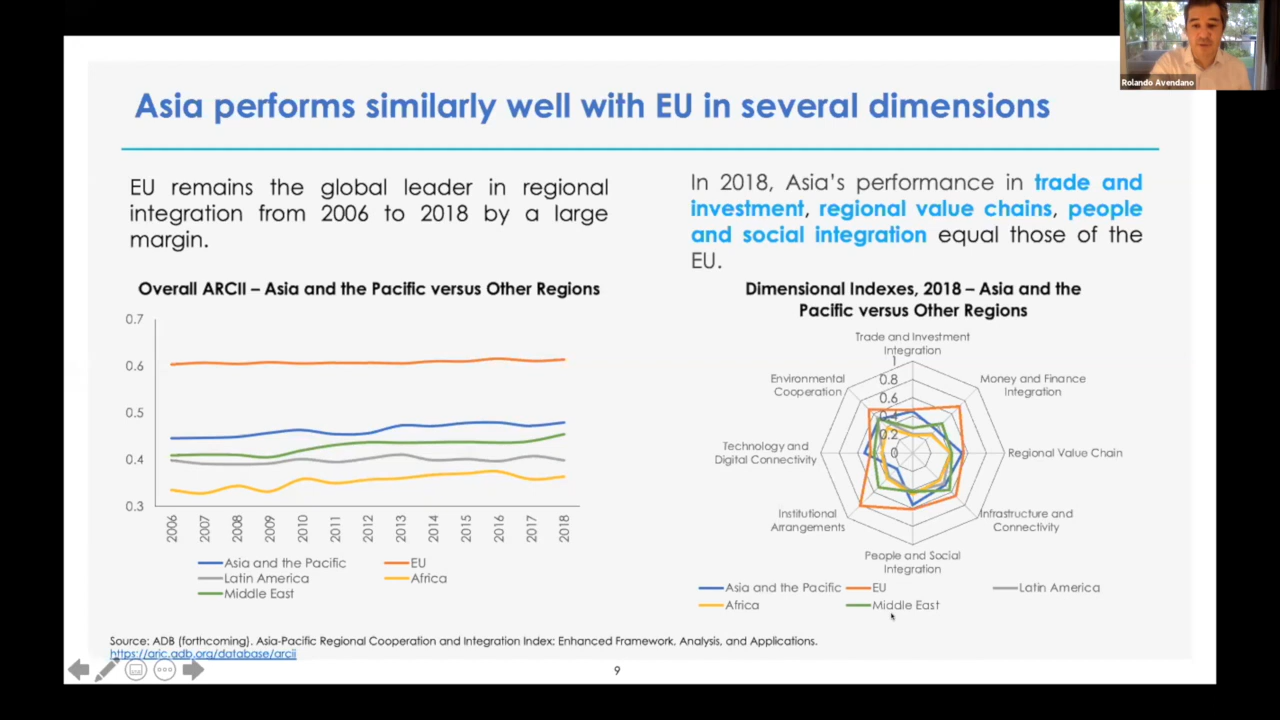 Rolando Avendano
Asia performs similarly well with EU in several dimensions
EU remains the global leader in regional
integration from 2006 to 2018 by a large
margin.
Overall ARCII – Asia and the Pacific versus Other Regions
0.7
0.6
0.5
0.4
0.3
2006 2007 2008 2009 2010 2011 2012 2013 2014 2015 2016 2017 2018
Asia and the Pacific EU
Latin America Africa
Middle East
In 2018, Asia's performance in trade and
investment, regional value chains, people
and social integration equal those of the
EU.
Dimensional Indexes, 2018 – Asia and the
Pacific versus Other Regions
Trade and Investment
Integration
Money and Finance
Integration
Regional Value Chain
Infrastructure and
Connectivity
People and Social
Integration
Institutional
Arrangements
Technology and
Digital Connectivity
Environmental
Cooperation
1
0.8
0.6
0.4
0.2
0
Asia and the Pacific EU Latin America
Africa Middle East
Source: ADB (forthcoming). Asia-Pacific Regional Cooperation and Integration Index: Enhanced Framework, Analysis, and Applications.
https://aric.adb.org/database/arcii
9